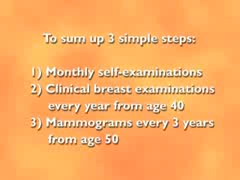 To sum up 3 simple steps:
1) Monthly self-examinations
2) Clinical breast examinations
every year from age 40
3) Mammograms every 3 years
from age 50